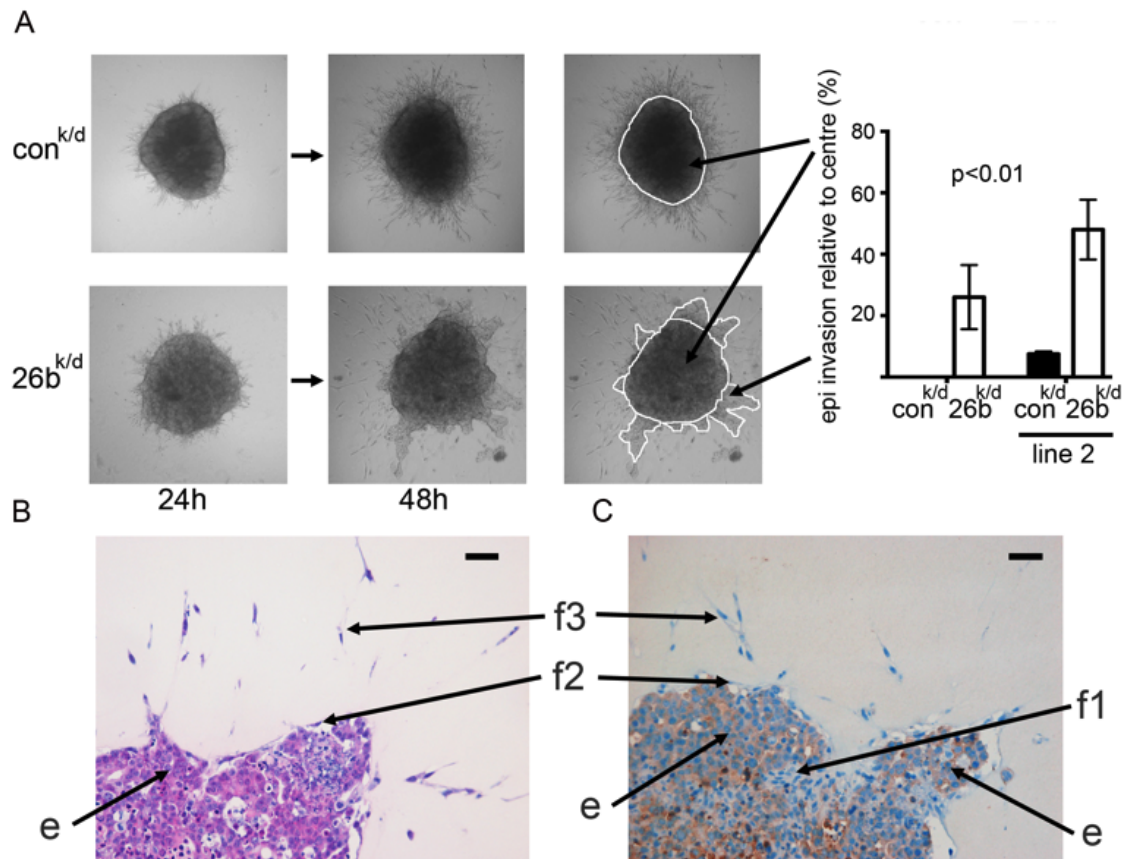 A
con k/d
26b k/d
24h
48h
epi invasion relative to centre (%)
80
60
40
20
p<0.01
con k/d 26b k/d con k/d 26b k/d
line 2
B
C
f3
f2
f1
e
e
e